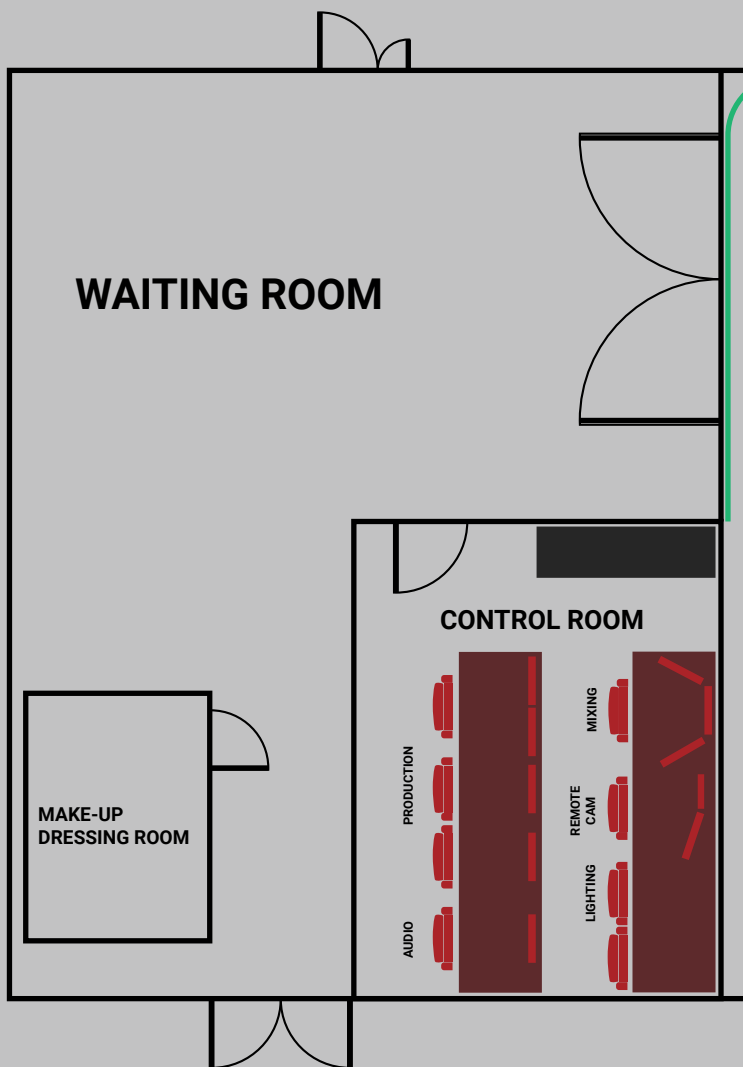 WAITING ROOM
CONTROL ROOM
MIXING
PRODUCTION
REMOTE
CAM
MAKE-UP
DRESSING ROOM
LIGHTING
AUDIO